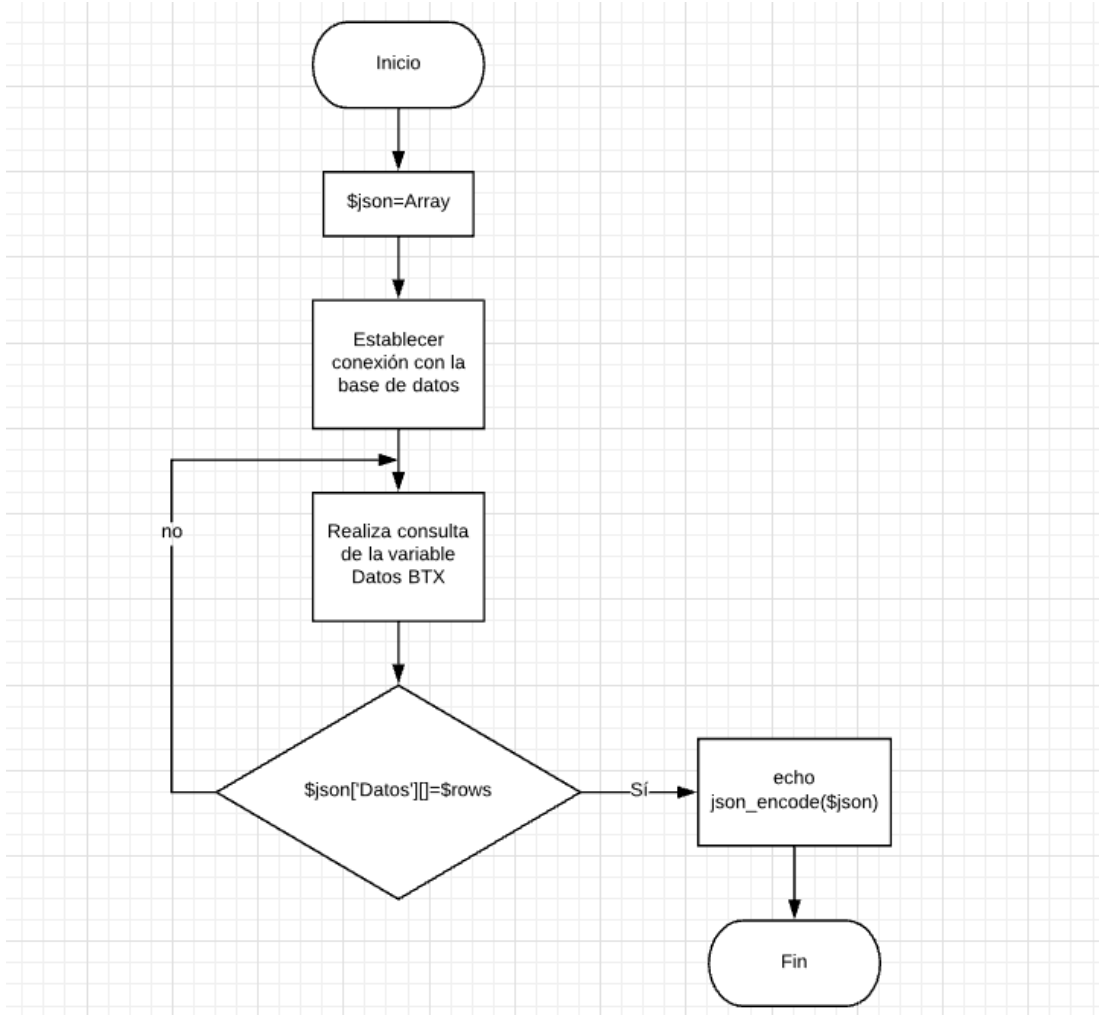 Inicio
$json=Array
Establecer
conexión con la
base de datos
no
Realiza consulta
de la variable
Datos BTX
$json['Datos'][]=$rows
Sí
echo
json_encode($json)
Fin